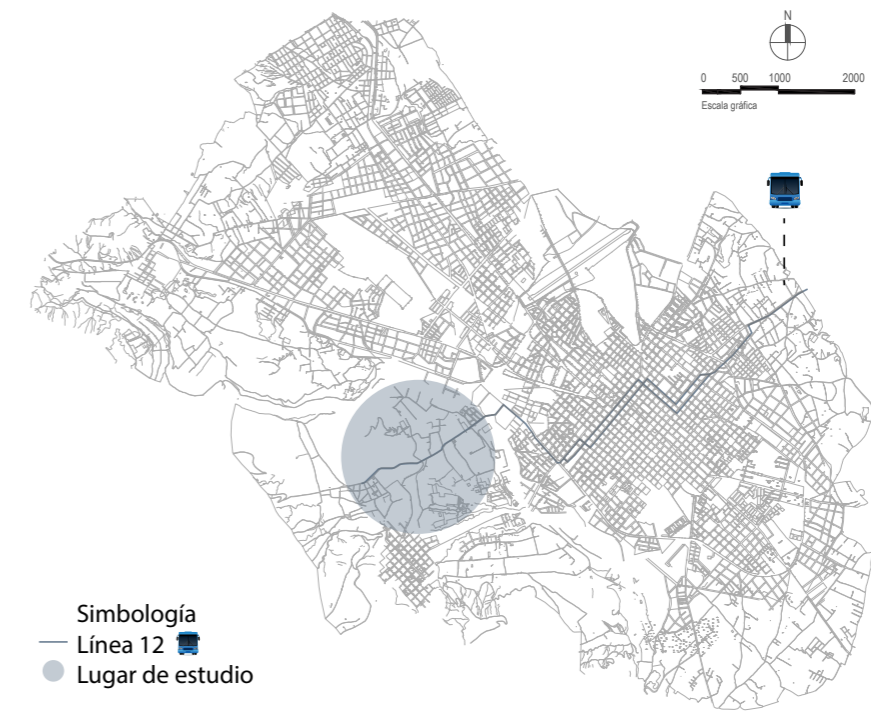 N
0 500 1000 2000
Escala gráfica
Simbología
Línea 12
Lugar de estudio